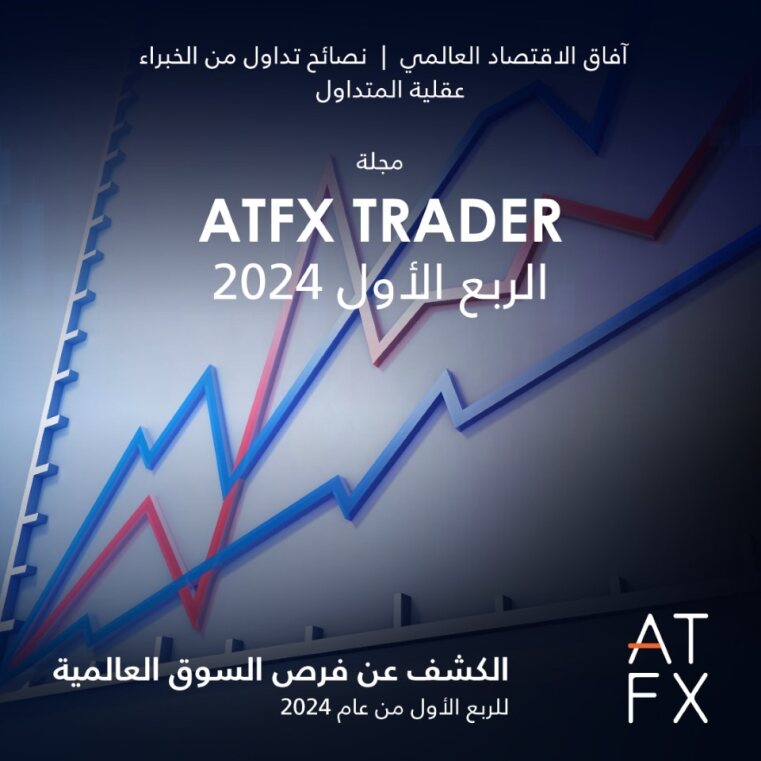 آفاق الاقتصاد العالمي | نصائح تداول من الخبراء
عقلية المتداول
مجلة
ATFX TRADER
الربع الأول 2024
الكشف عن فرص السوق العالمية
للربع الأول من عام 2024
AT
FX